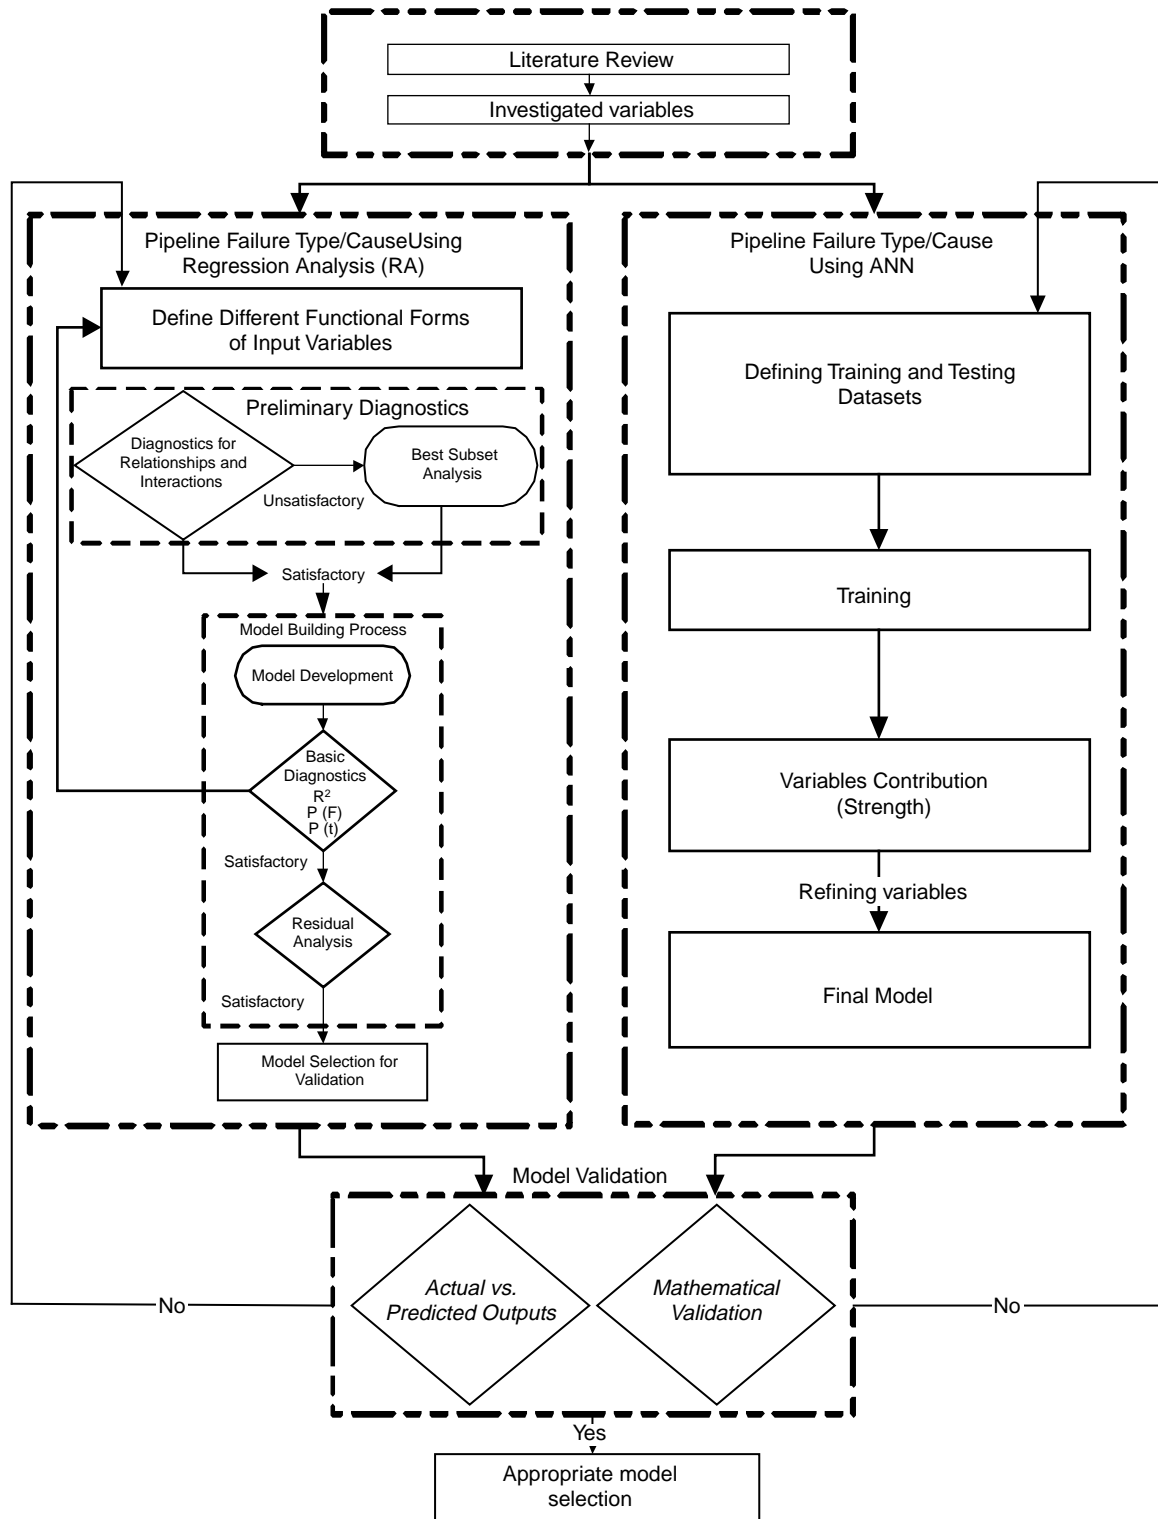 Literature Review
Investigated variables
Pipeline Failure Type/CauseUsing
Regression Analysis (RA)
Define Different Functional Forms
of Input Variables
Preliminary Diagnostics
Diagnostics for
Relationships and
Interactions
Unsatisfactory
Best Subset
Analysis
Satisfactory
Model Building Process
Model Development
Basic
Diagnostics
R²
P (F)
P (t)
Satisfactory
Residual
Analysis
Satisfactory
Model Selection for
Validation
Pipeline Failure Type/Cause
Using ANN
Defining Training and Testing
Datasets
Training
Variables Contribution
(Strength)
Refining variables
Final Model
Model Validation
Actual vs.
Predicted Outputs
Mathematical
Validation
No
No
Yes
Appropriate model
selection